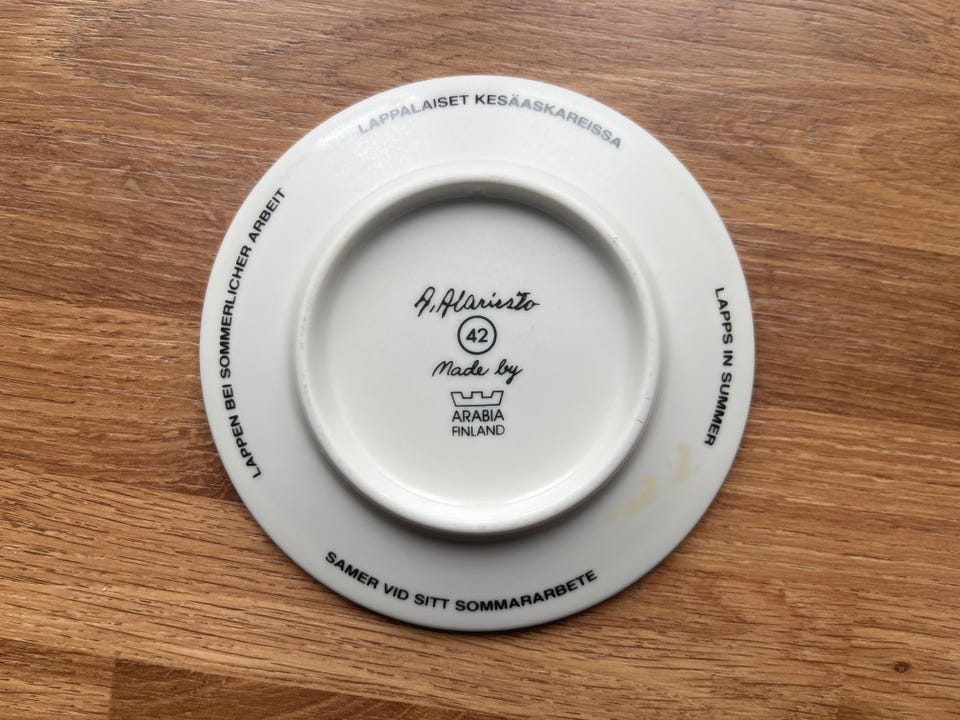 LAPPALAISET KESÄASKAREISSA
LAPPEN BEI SOMMERLICHER ARBEIT
LAPPS IN SUMMER
A. Alariesto
42
Made by
ARABIA
FINLAND
SAMER VID SITT SOMMARARBETE